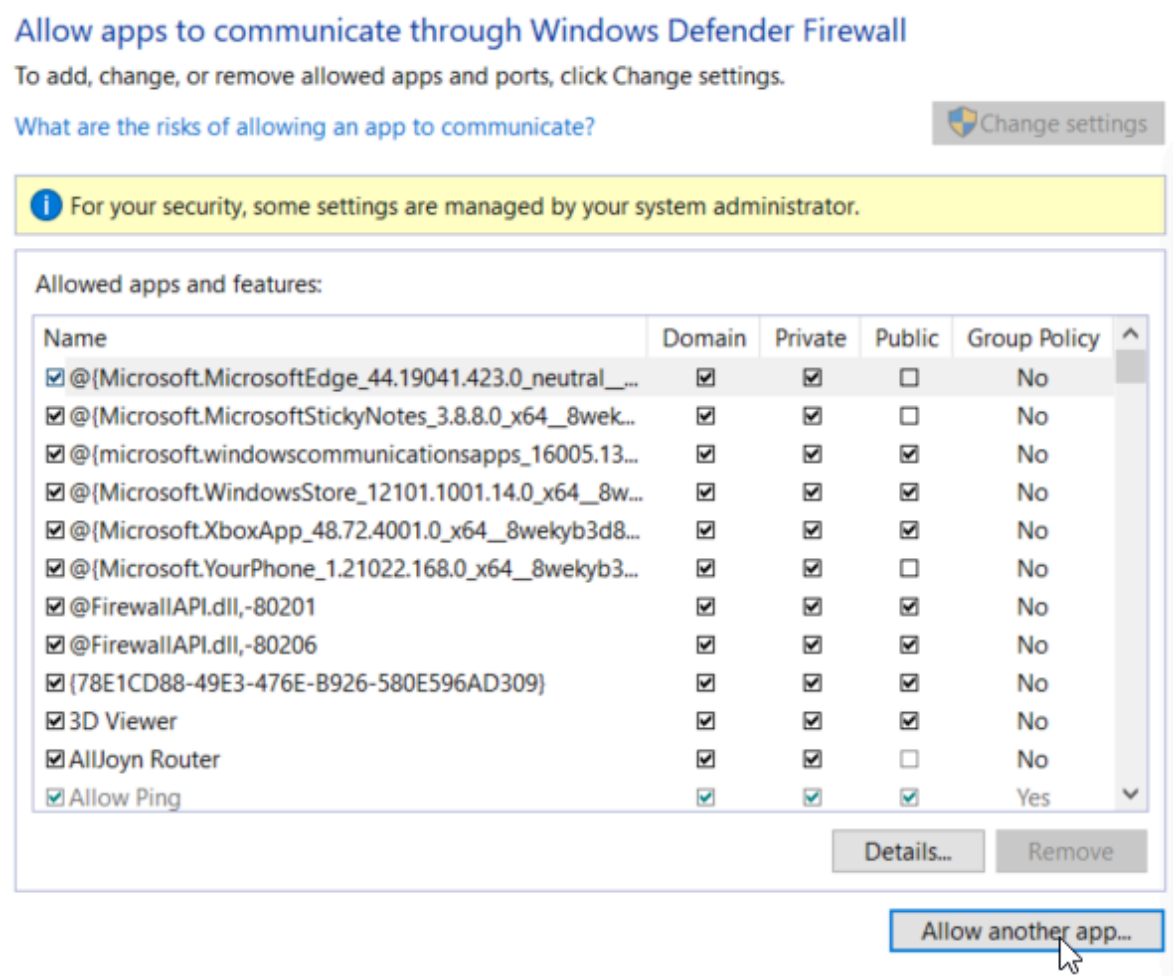 Allow apps to communicate through Windows Defender Firewall
To add, change, or remove allowed apps and ports, click Change settings.
What are the risks of allowing an app to communicate?
Change settings
For your security, some settings are managed by your system administrator.
Allowed apps and features:
Name Domain Private Public Group Policy
@{Microsoft.MicrosoftEdge_44.19041.423.0_neutral__... No
@{Microsoft.MicrosoftStickyNotes_3.8.8.0_x64__8wek... No
@{microsoft.windowscommunicationsapps_16005.13... No
@{Microsoft.WindowsStore_12101.1001.14.0_x64__8w... No
@{Microsoft.XboxApp_48.72.4001.0_x64__8wekyb3d8... No
@{Microsoft.YourPhone_1.21022.168.0_x64__8wekyb3... No
@FirewallAPI.dll,-80201 No
@FirewallAPI.dll,-80206 No
{78E1CD88-49E3-476E-B926-580E596AD309} No
3D Viewer No
AllJoyn Router No
Allow Ping Yes
Details... Remove
Allow another app...